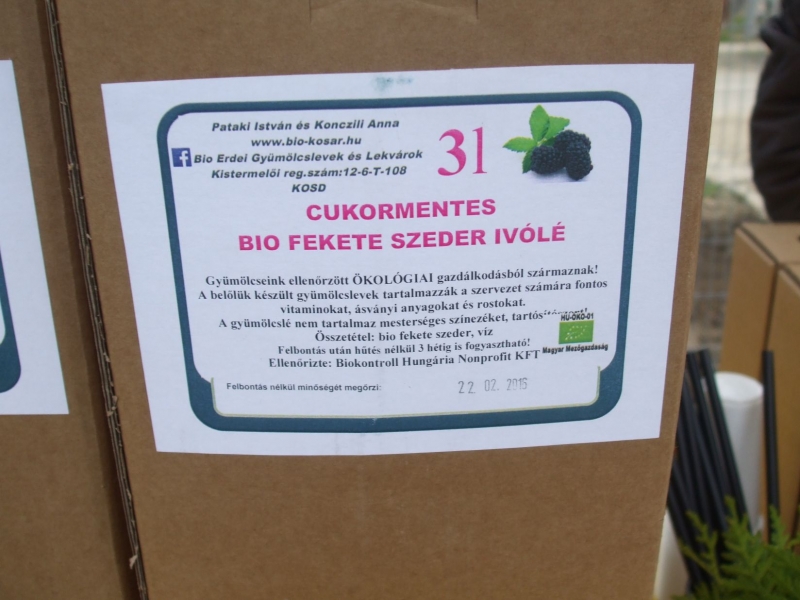 Pataki István és Konczili Anna
www.bio-kosar.hu
f Bio Erdei Gyümölcslevek és Lekvárok
Kistermelői reg.szám:12-6-T-108
KOSD
3l
CUKORMENTES
BIO FEKETE SZEDER IVÓLÉ
Gyümölcseink ellenőrzött ÖKOLÓGIAI gazdálkodásból származnak!
A belőlük készült gyümölcslevek tartalmazzák a szervezet számára fontos
vitaminokat, ásványi anyagokat és rostokat.
A gyümölcslé nem tartalmaz mesterséges színezéket,
Összetétel: bio fekete szeder, víz
Felbontás után hűtés nélkül 3 hétig is fogyasztható!
Ellenőrizte: Biokontroll Hungária Nonprofit KFT
HU-ÖKO-01
Magyar Mezőgazdaság
Felbontás nélkül minőségét megőrzi:
22 02. 2015